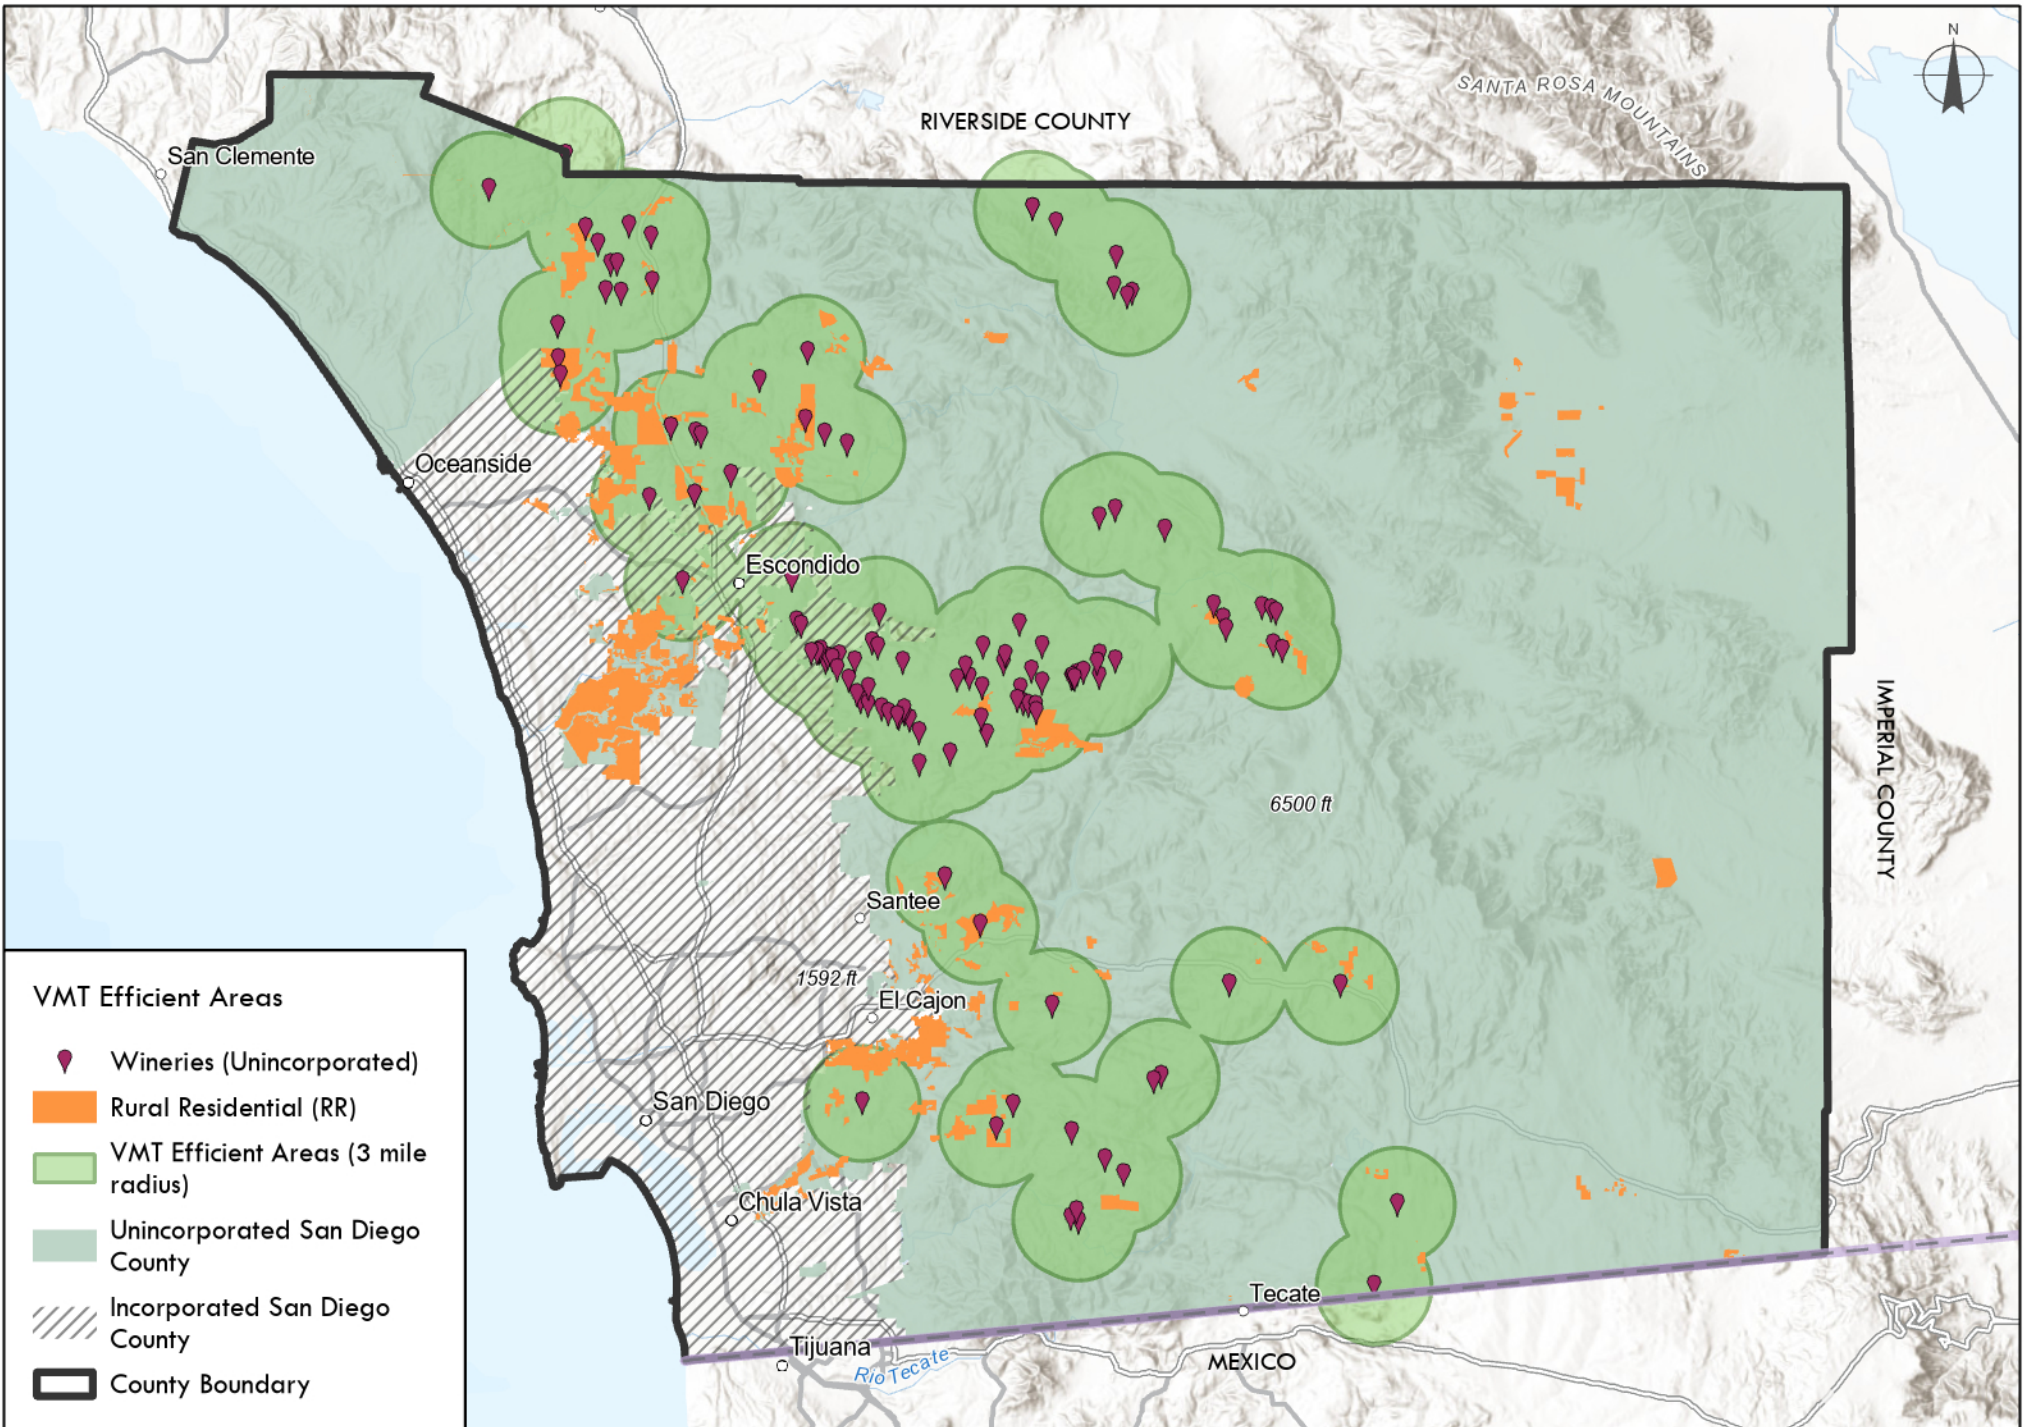 N
SANTA ROSA MOUNTAINS
RIVERSIDE COUNTY
San Clemente
Oceanside
Escondido
IMPERIAL COUNTY
6500 ft
Santee
1592 ft
El Cajon
San Diego
Chula Vista
Tecate
Tijuana
Rio Tecate
MEXICO
VMT Efficient Areas
Wineries (Unincorporated)
Rural Residential (RR)
VMT Efficient Areas (3 mile
radius)
Unincorporated San Diego
County
Incorporated San Diego
County
County Boundary